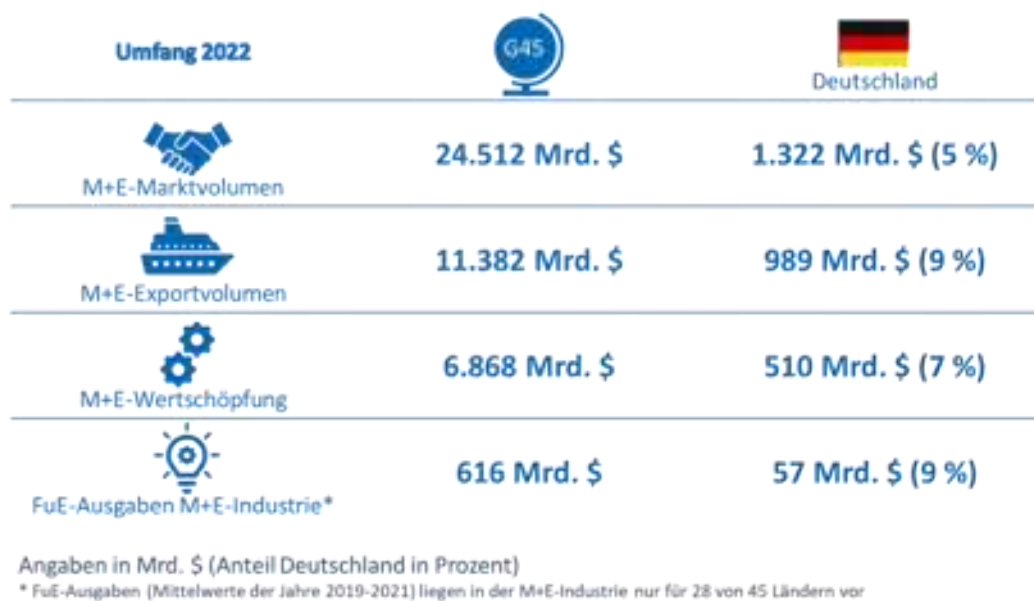 Umfang 2022
G45
Deutschland
24.512 Mrd. $
1.322 Mrd. $ (5 %)
M+E-Marktvolumen
11.382 Mrd. $
989 Mrd. $ (9 %)
M+E-Exportvolumen
6.868 Mrd. $
510 Mrd. $ (7 %)
M+E-Wertschöpfung
616 Mrd. $
57 Mrd. $ (9 %)
FuE-Ausgaben M+E-Industrie*
Angaben in Mrd. $ (Anteil Deutschland in Prozent)
* FuE-Ausgaben (Mittelwerte der Jahre 2019-2021) liegen in der M+E-Industrie nur für 28 von 45 Ländern vor